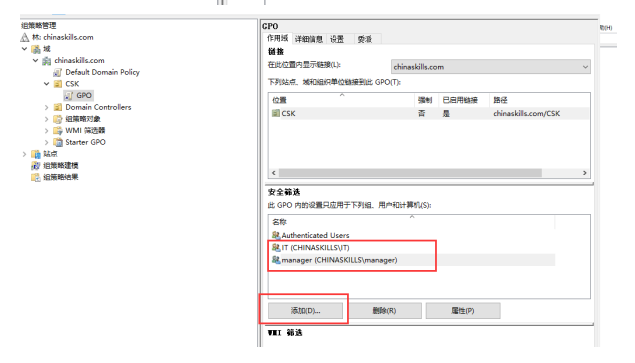 组策略管理
林: chinaskills.com
域
chinaskills.com
Default Domain Policy
CSK
GPO
Domain Controllers
组策略对象
WMI 筛选器
Starter GPO
站点
组策略建模
组策略结果
GPO
作用域 详细信息 设置 委派
链接
在此位置内显示链接(L): chinaskills.com
下列站点、域和组织单位链接到此 GPO(T):
位置 强制 已启用链接 路径
CSK 否 是 chinaskills.com/CSK
安全筛选
此 GPO 内的设置只应用于下列组、用户和计算机(S):
名称
Authenticated Users
IT (CHINASKILLS\IT)
manager (CHINASKILLS\manager)
添加(D)... 删除(R) 属性(P)
WMI 筛选